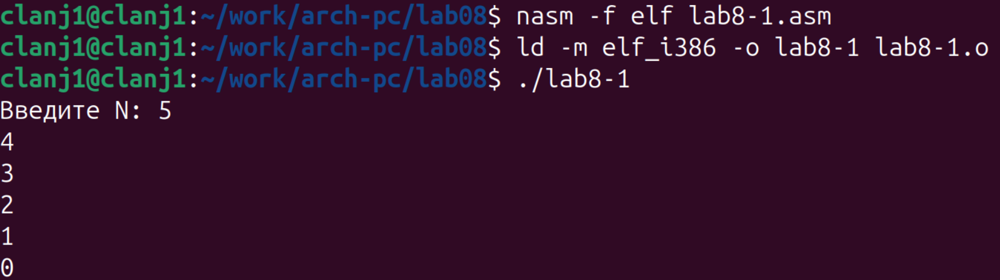 clanj1@clanj1:~/work/arch-pc/lab08$ nasm -f elf lab8-1.asm
clanj1@clanj1:~/work/arch-pc/lab08$ ld -m elf_i386 -o lab8-1 lab8-1.o
clanj1@clanj1:~/work/arch-pc/lab08$ ./lab8-1
Введите N: 5
4
3
2
1
0